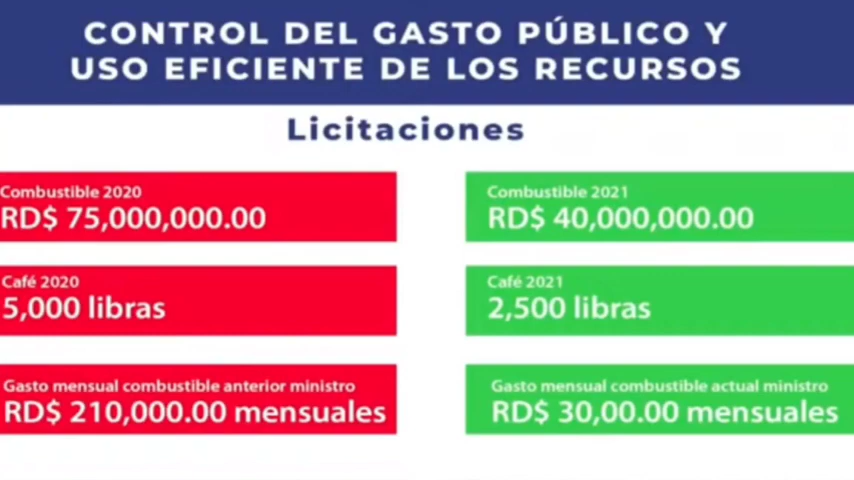 CONTROL DEL GASTO PÚBLICO Y
USO EFICIENTE DE LOS RECURSOS
Licitaciones
Combustible 2020
RD$ 75,000,000.00
Combustible 2021
RD$ 40,000,000.00
Café 2020
5,000 libras
Café 2021
2,500 libras
Gasto mensual combustible anterior ministro
RD$ 210,000.00 mensuales
Gasto mensual combustible actual ministro
RD$ 30,00.00 mensuales